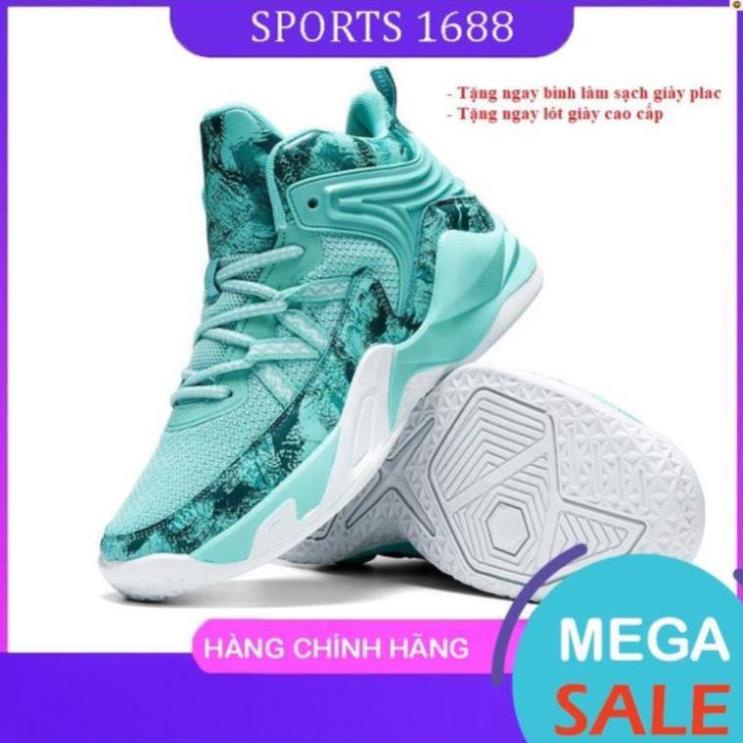 SPORTS 1688
- Tặng ngay bình làm sạch giày plac
- Tặng ngay lót giày cao cấp
HÀNG CHÍNH HÃNG
MEGA
SALE